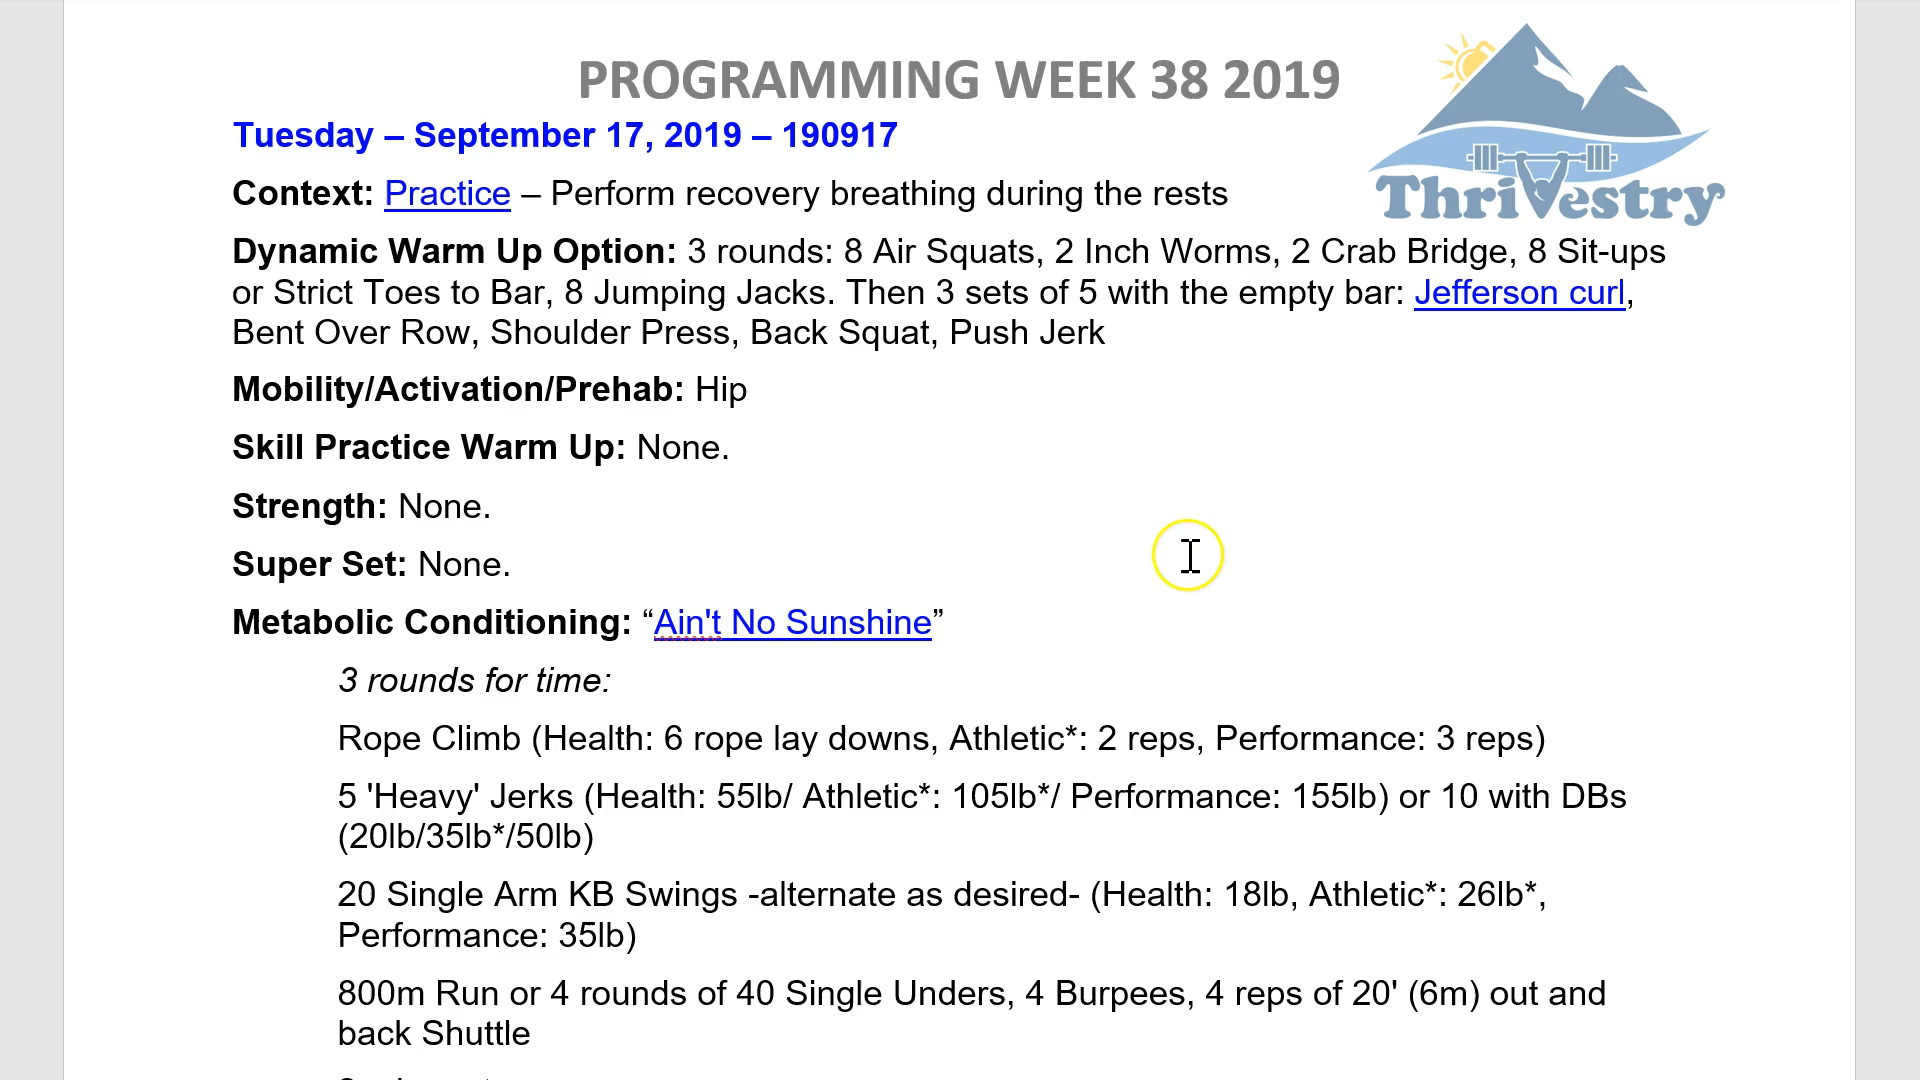 PROGRAMMING WEEK 38 2019
Tuesday – September 17, 2019 – 190917
Context: Practice – Perform recovery breathing during the rests
ThriVestry
Dynamic Warm Up Option: 3 rounds: 8 Air Squats, 2 Inch Worms, 2 Crab Bridge, 8 Sit-ups
or Strict Toes to Bar, 8 Jumping Jacks. Then 3 sets of 5 with the empty bar: Jefferson curl,
Bent Over Row, Shoulder Press, Back Squat, Push Jerk
Mobility/Activation/Prehab: Hip
Skill Practice Warm Up: None.
Strength: None.
Super Set: None.
Metabolic Conditioning: “Ain't No Sunshine”
3 rounds for time:
Rope Climb (Health: 6 rope lay downs, Athletic*: 2 reps, Performance: 3 reps)
5 'Heavy' Jerks (Health: 55lb/ Athletic*: 105lb*/ Performance: 155lb) or 10 with DBs
(20lb/35lb*/50lb)
20 Single Arm KB Swings -alternate as desired- (Health: 18lb, Athletic*: 26lb*,
Performance: 35lb)
800m Run or 4 rounds of 40 Single Unders, 4 Burpees, 4 reps of 20' (6m) out and
back Shuttle